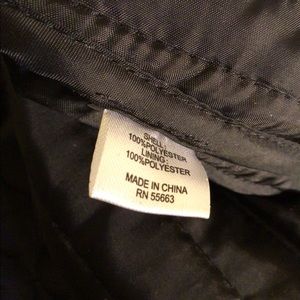 SHELL:
100%POLYESTER
LINING:
100%POLYESTER
MADE IN CHINA
RN 55663